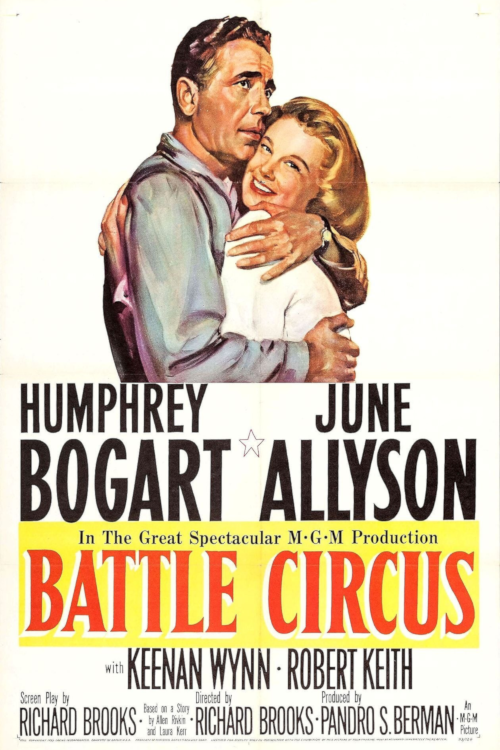 HUMPHREY JUNE
BOGART ALLYSON
In The Great Spectacular M·G·M Production
BATTLE CIRCUS
with KEENAN WYNN · ROBERT KEITH
Screen Play by RICHARD BROOKS ·
Based on a Story
by Allen Rivkin
and Laura Kerr
· Directed by RICHARD BROOKS ·
Produced by PANDRO S. BERMAN ·
An
M-G-M
Picture